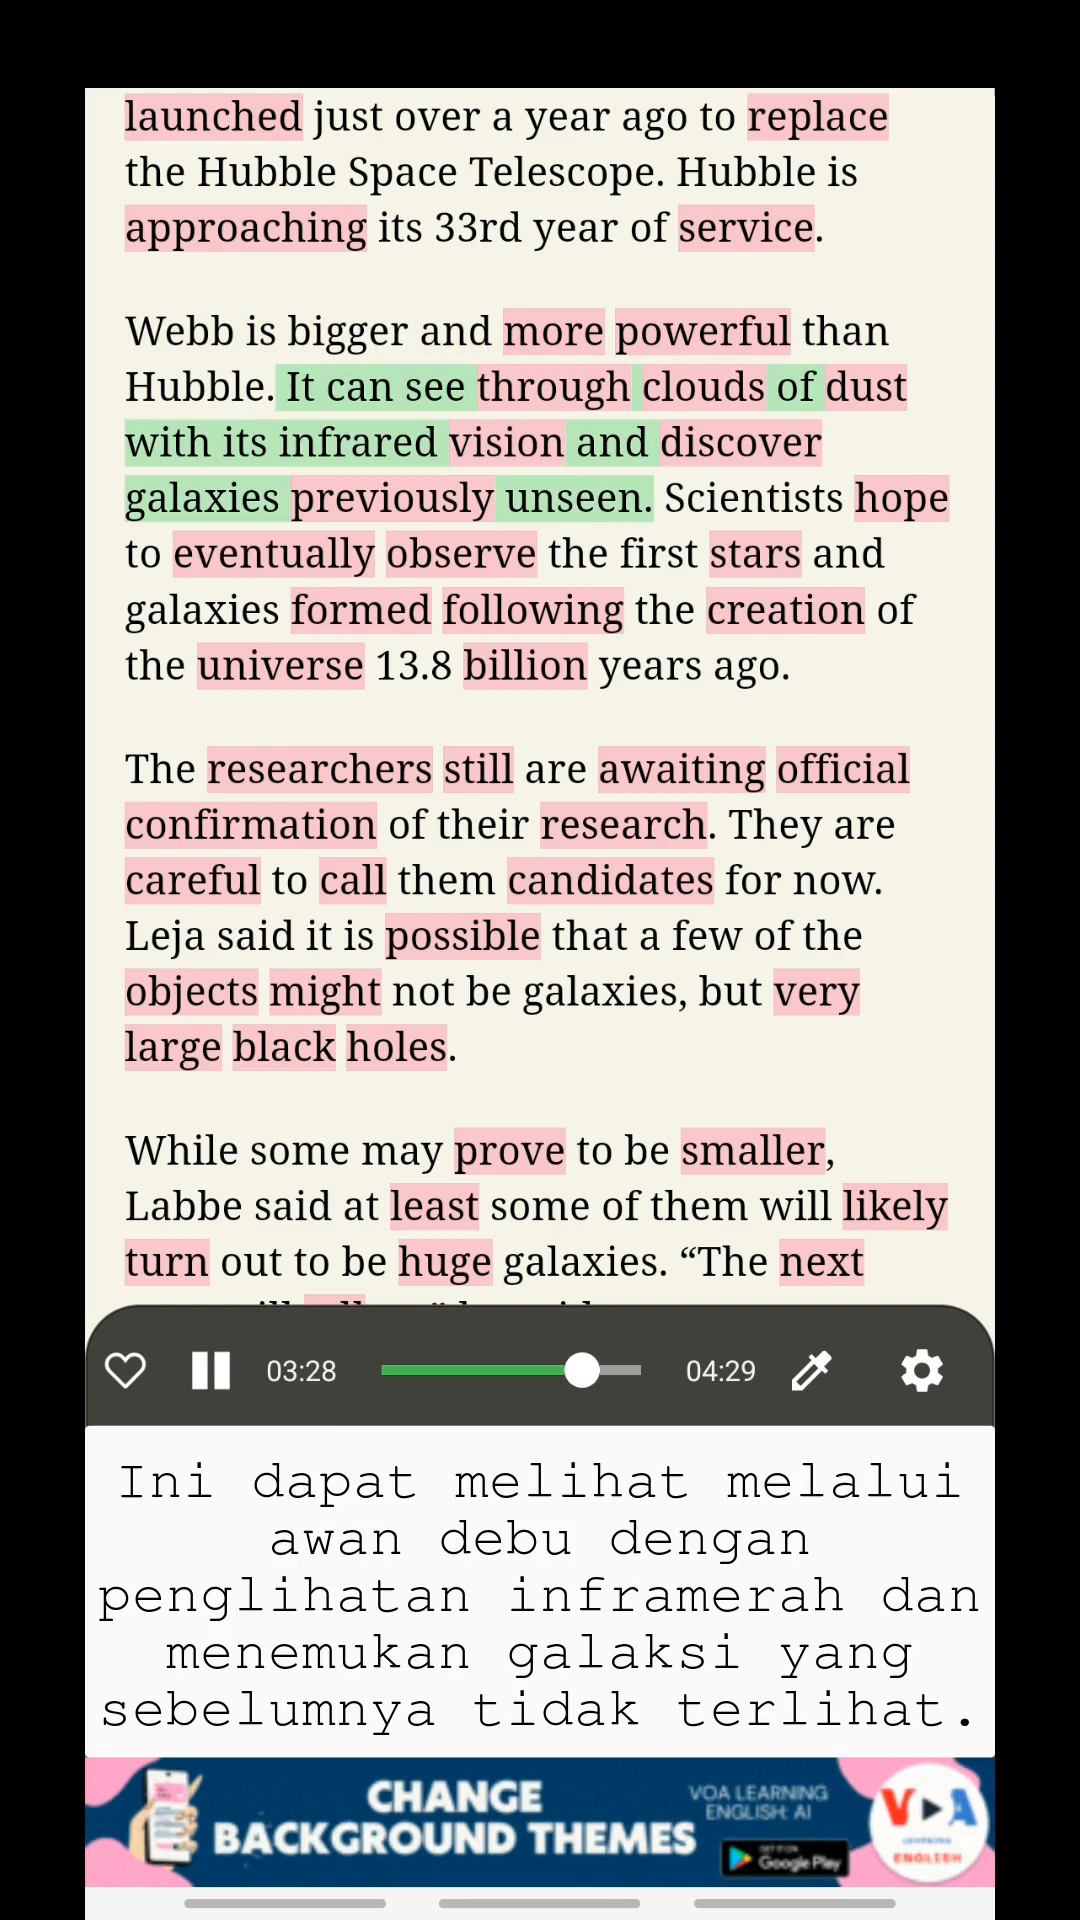 launched just over a year ago to replace
the Hubble Space Telescope. Hubble is
approaching its 33rd year of service.
Webb is bigger and more powerful than
Hubble. It can see through clouds of dust
with its infrared vision and discover
galaxies previously unseen. Scientists hope
to eventually observe the first stars and
galaxies formed following the creation of
the universe 13.8 billion years ago.
The researchers still are awaiting official
confirmation of their research. They are
careful to call them candidates for now.
Leja said it is possible that a few of the
objects might not be galaxies, but very
large black holes.
While some may prove to be smaller,
Labbe said at least some of them will likely
turn out to be huge galaxies. “The next
03:28
04:29
Ini dapat melihat melalui
awan debu dengan
penglihatan inframerah dan
menemukan galaksi yang
sebelumnya tidak terlihat.
CHANGE
BACKGROUND THEMES
VOA LEARNING
ENGLISH: AI
GET IT ON
Google Play
VOA
LEARNING
ENGLISH